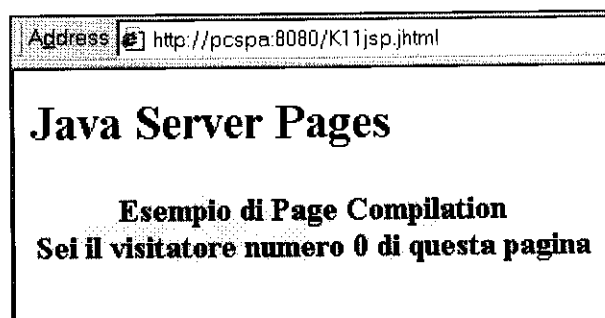 Address http://pcspa:8080/K11jsp.jhtml
Java Server Pages
Esempio di Page Compilation
Sei il visitatore numero 0 di questa pagina